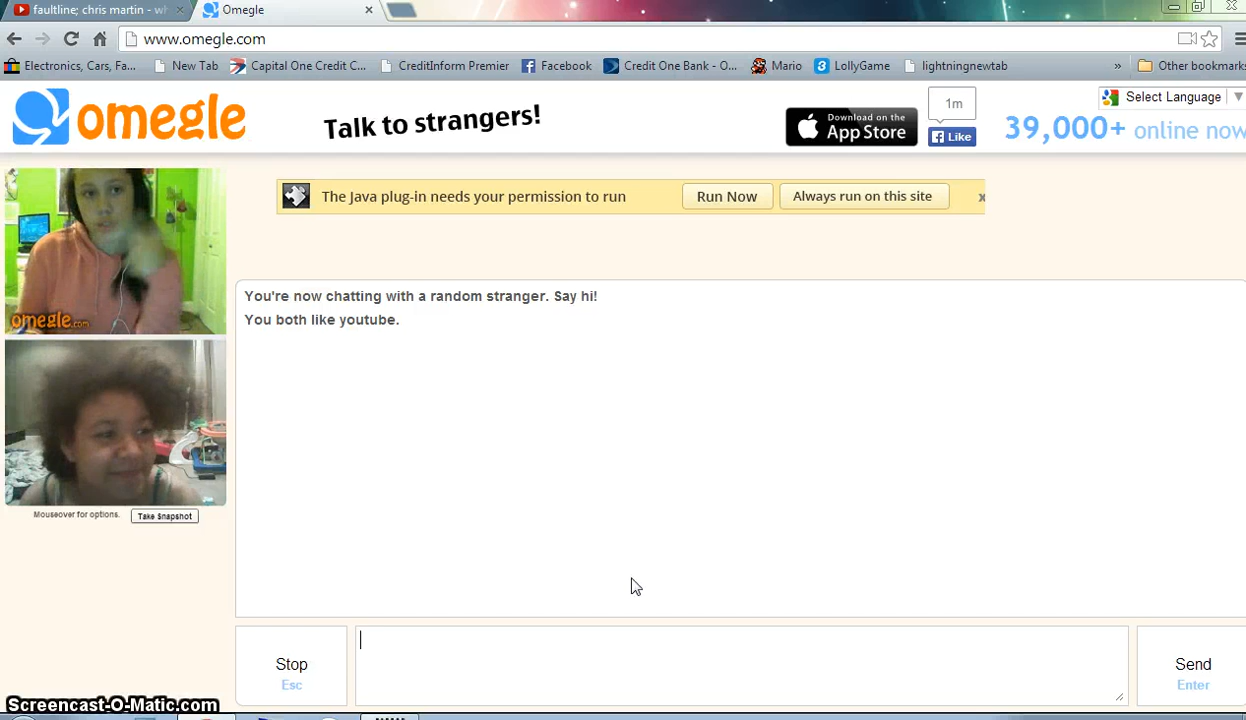 faultline; chris martin - wh
Omegle
www.omegle.com
Electronics, Cars, Fa...
New Tab
Capital One Credit C...
CreditInform Premier
Facebook
Credit One Bank - O...
Mario
LollyGame
lightningnewtab
»
Other bookmarks
omegle
Talk to strangers!
Download on the
App Store
1m
Like
Select Language
39,000+ online now
The Java plug-in needs your permission to run
Run Now
Always run on this site
x
omegle.com
You're now chatting with a random stranger. Say hi!
You both like youtube.
Mouseover for options.
Take Snapshot
Stop
Esc
Send
Enter
Screencast-O-Matic.com